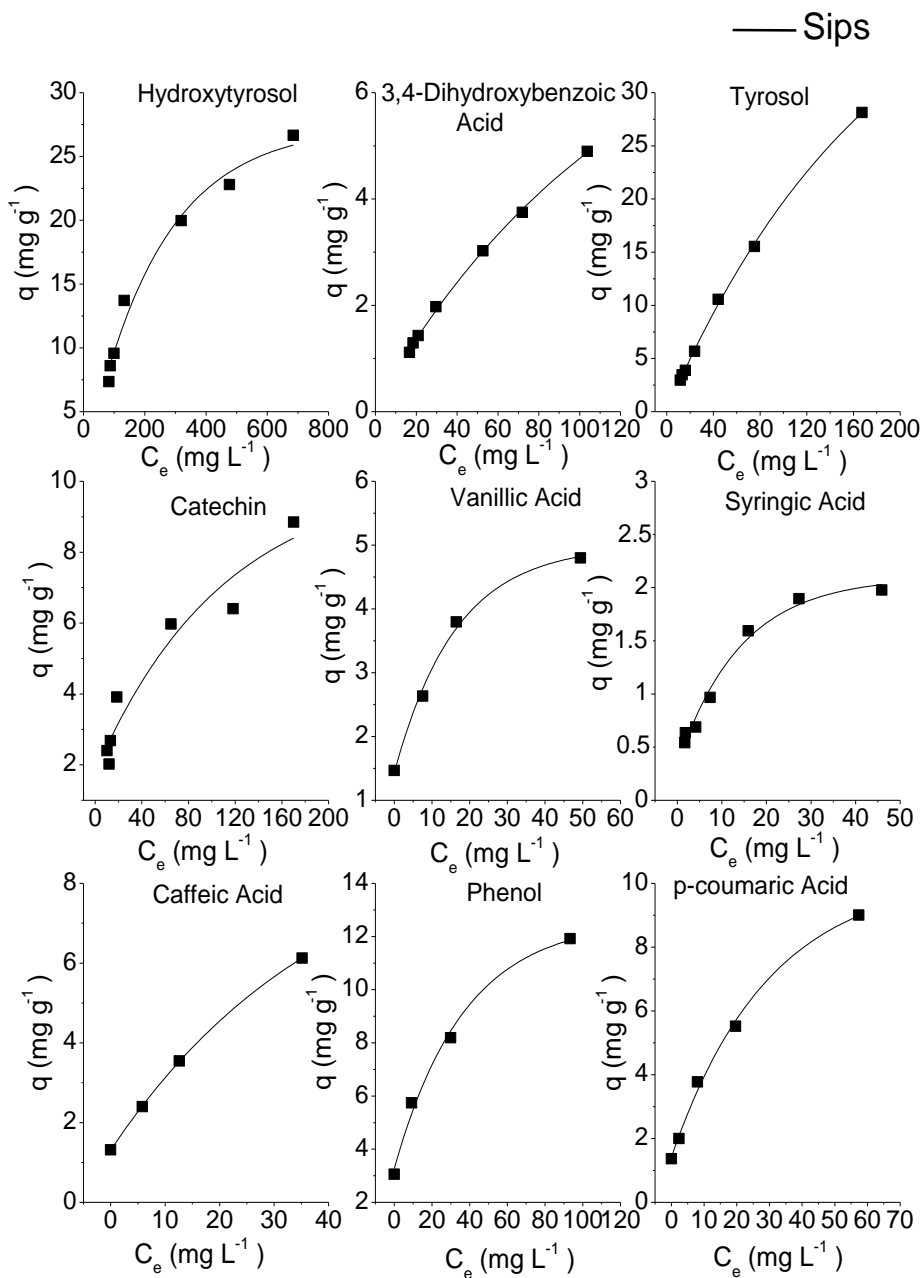 Sips
Hydroxytyrosol
30
25
20
15
10
5
0 200 400 600 800
q (mg g-1)
Ce (mg L-1 )
3,4-Dihydroxybenzoic
Acid
6
4
2
0
0 20 40 60 80 100 120
q (mg g-1)
Ce (mg L-1 )
Tyrosol
30
25
20
15
10
5
0
0 40 80 120 160 200
q (mg g-1)
Ce (mg L-1 )
Catechin
10
8
6
4
2
0 40 80 120 160 200
q (mg g-1)
Ce (mg L-1 )
Vanillic Acid
6
5
4
3
2
1
0 10 20 30 40 50 60
q (mg g-1)
Ce (mg L-1 )
Syringic Acid
3
2.5
2
1.5
1
0.5
0
0 10 20 30 40 50
q (mg g-1)
Ce (mg L-1 )
Caffeic Acid
8
6
4
2
0
0 10 20 30 40
q (mg g-1)
Ce (mg L-1 )
Phenol
14
12
10
8
6
4
2
0 20 40 60 80 100 120
q (mg g-1)
Ce (mg L-1 )
p-coumaric Acid
10
8
6
4
2
0
0 10 20 30 40 50 60 70
q (mg g-1)
Ce (mg L-1 )